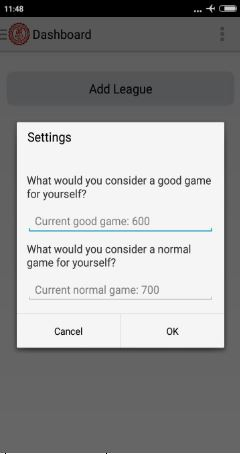 11:48
...
Dashboard
Add League
Settings
What would you consider a good game
for yourself?
Current good game: 600
What would you consider a normal
game for yourself?
Current normal game: 700
Cancel OK